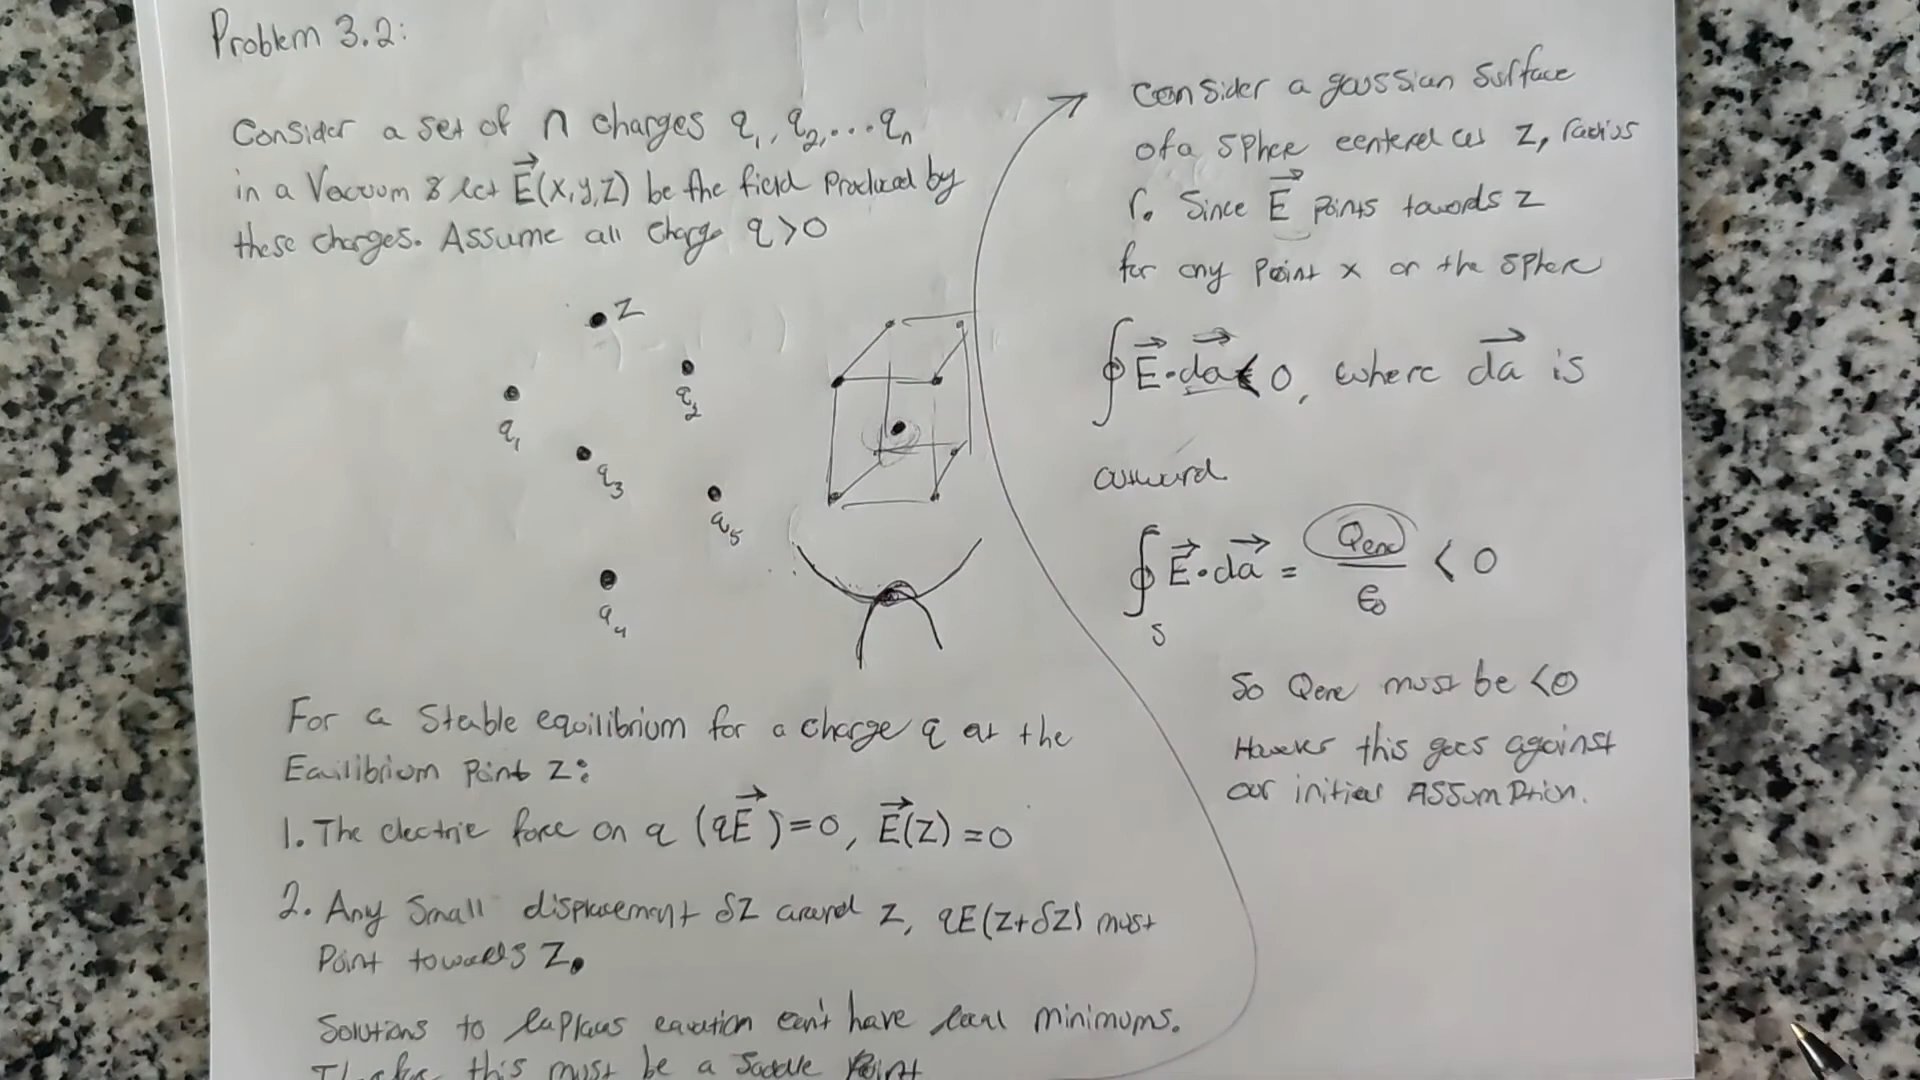 Problem 3.2:
Consider a set of n charges q₁, q₂, ... qₙ
in a Vacuum & let E⃗(x,y,z) be the field produced by
these charges. Assume all charge q>0
z
q₁
q₂
q₃
q₅
q₄
For a Stable equilibrium for a charge q at the
Equilibrium Point z:
1. The electric force on q (qE⃗)=0, E⃗(z)=0
2. Any Small displacement δz around z, qE(z+δz) must
Point towards z.
Solutions to laplaces equation can't have local minimums.
this must be a Saddle Point
Consider a gaussian Surface
of a sphere centered at z, radius
r. Since E⃗ points towards z
for any point x on the sphere
∮E⃗·da⃗<0, where da⃗ is
outward
∮E⃗·da⃗ = Qenc/ε₀ < 0
S
So Qenc must be <0
However this goes against
our initial ASSumption.